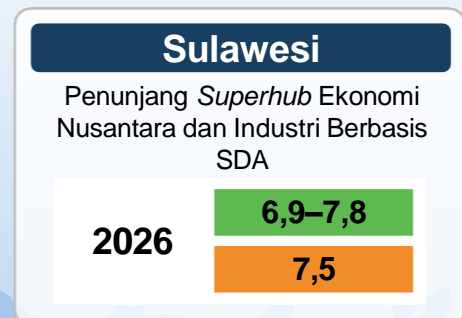 Sulawesi
Penunjang Superhub Ekonomi
Nusantara dan Industri Berbasis
SDA
2026
6,9–7,8
7,5